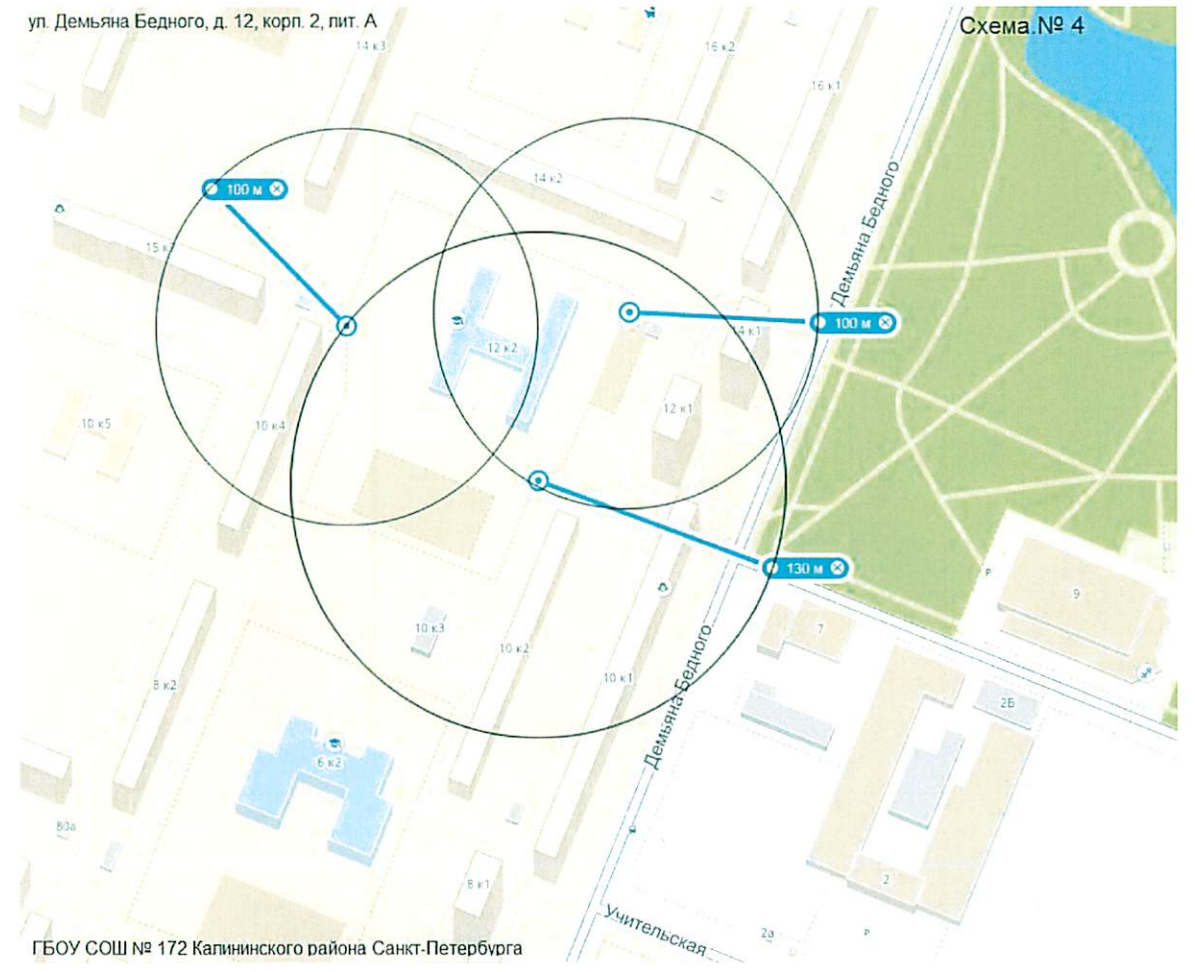 ул. Демьяна Бедного, д. 12, корп. 2, лит. А
Схема.№ 4
14 к3
16 к2
16 к1
14 к2
100 м
Демьяна Бедного
100 м
14 к1
12 к2
12 к1
10 к5
10 к4
130 м
Р
9
10 к3
7
10 к2
10 к1
8 к2
Демьяна Бедного
2Б
6 к2
80а
8 к1
2
Учительская
2а
Р
ГБОУ СОШ № 172 Калининского района Санкт-Петербурга